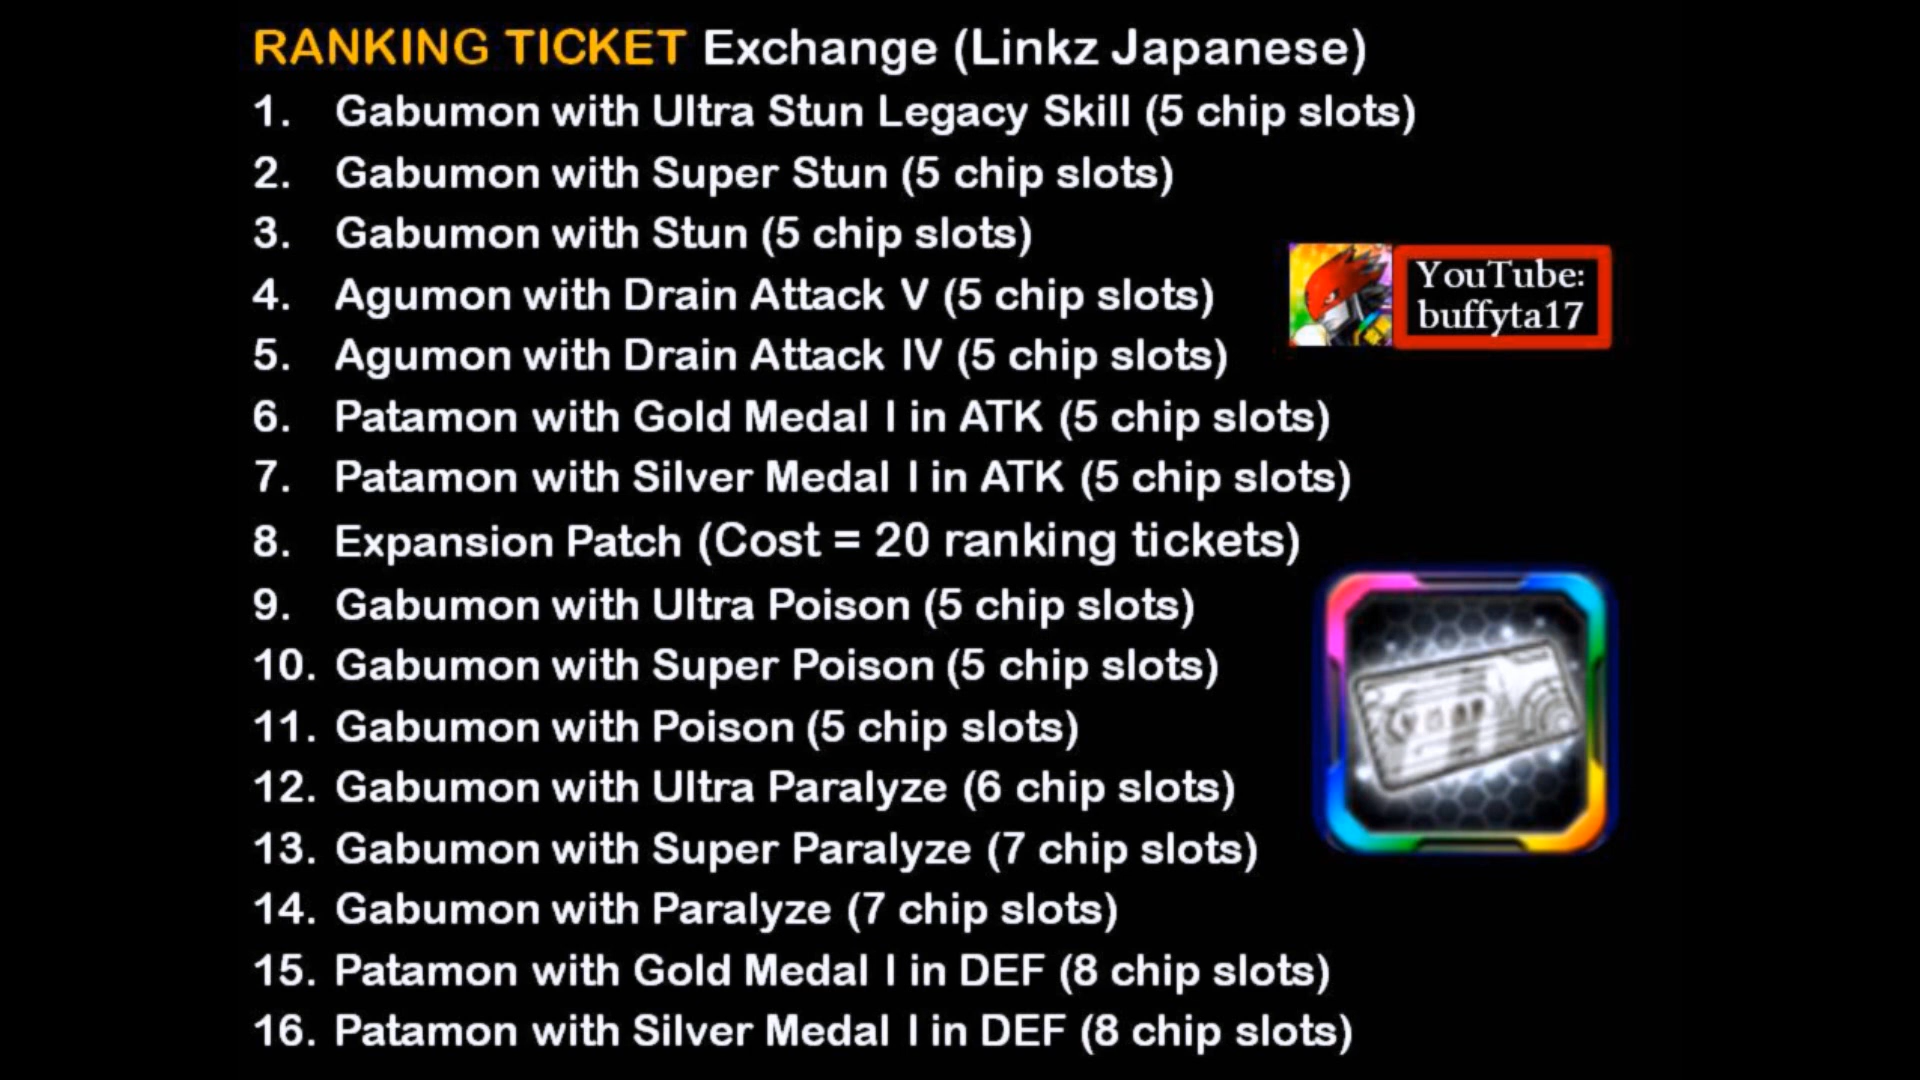 RANKING TICKET Exchange (Linkz Japanese)
1. Gabumon with Ultra Stun Legacy Skill (5 chip slots)
2. Gabumon with Super Stun (5 chip slots)
3. Gabumon with Stun (5 chip slots)
4. Agumon with Drain Attack V (5 chip slots)
5. Agumon with Drain Attack IV (5 chip slots)
YouTube:
buffyta17
6. Patamon with Gold Medal I in ATK (5 chip slots)
7. Patamon with Silver Medal I in ATK (5 chip slots)
8. Expansion Patch (Cost = 20 ranking tickets)
9. Gabumon with Ultra Poison (5 chip slots)
10. Gabumon with Super Poison (5 chip slots)
11. Gabumon with Poison (5 chip slots)
12. Gabumon with Ultra Paralyze (6 chip slots)
13. Gabumon with Super Paralyze (7 chip slots)
14. Gabumon with Paralyze (7 chip slots)
15. Patamon with Gold Medal I in DEF (8 chip slots)
16. Patamon with Silver Medal I in DEF (8 chip slots)